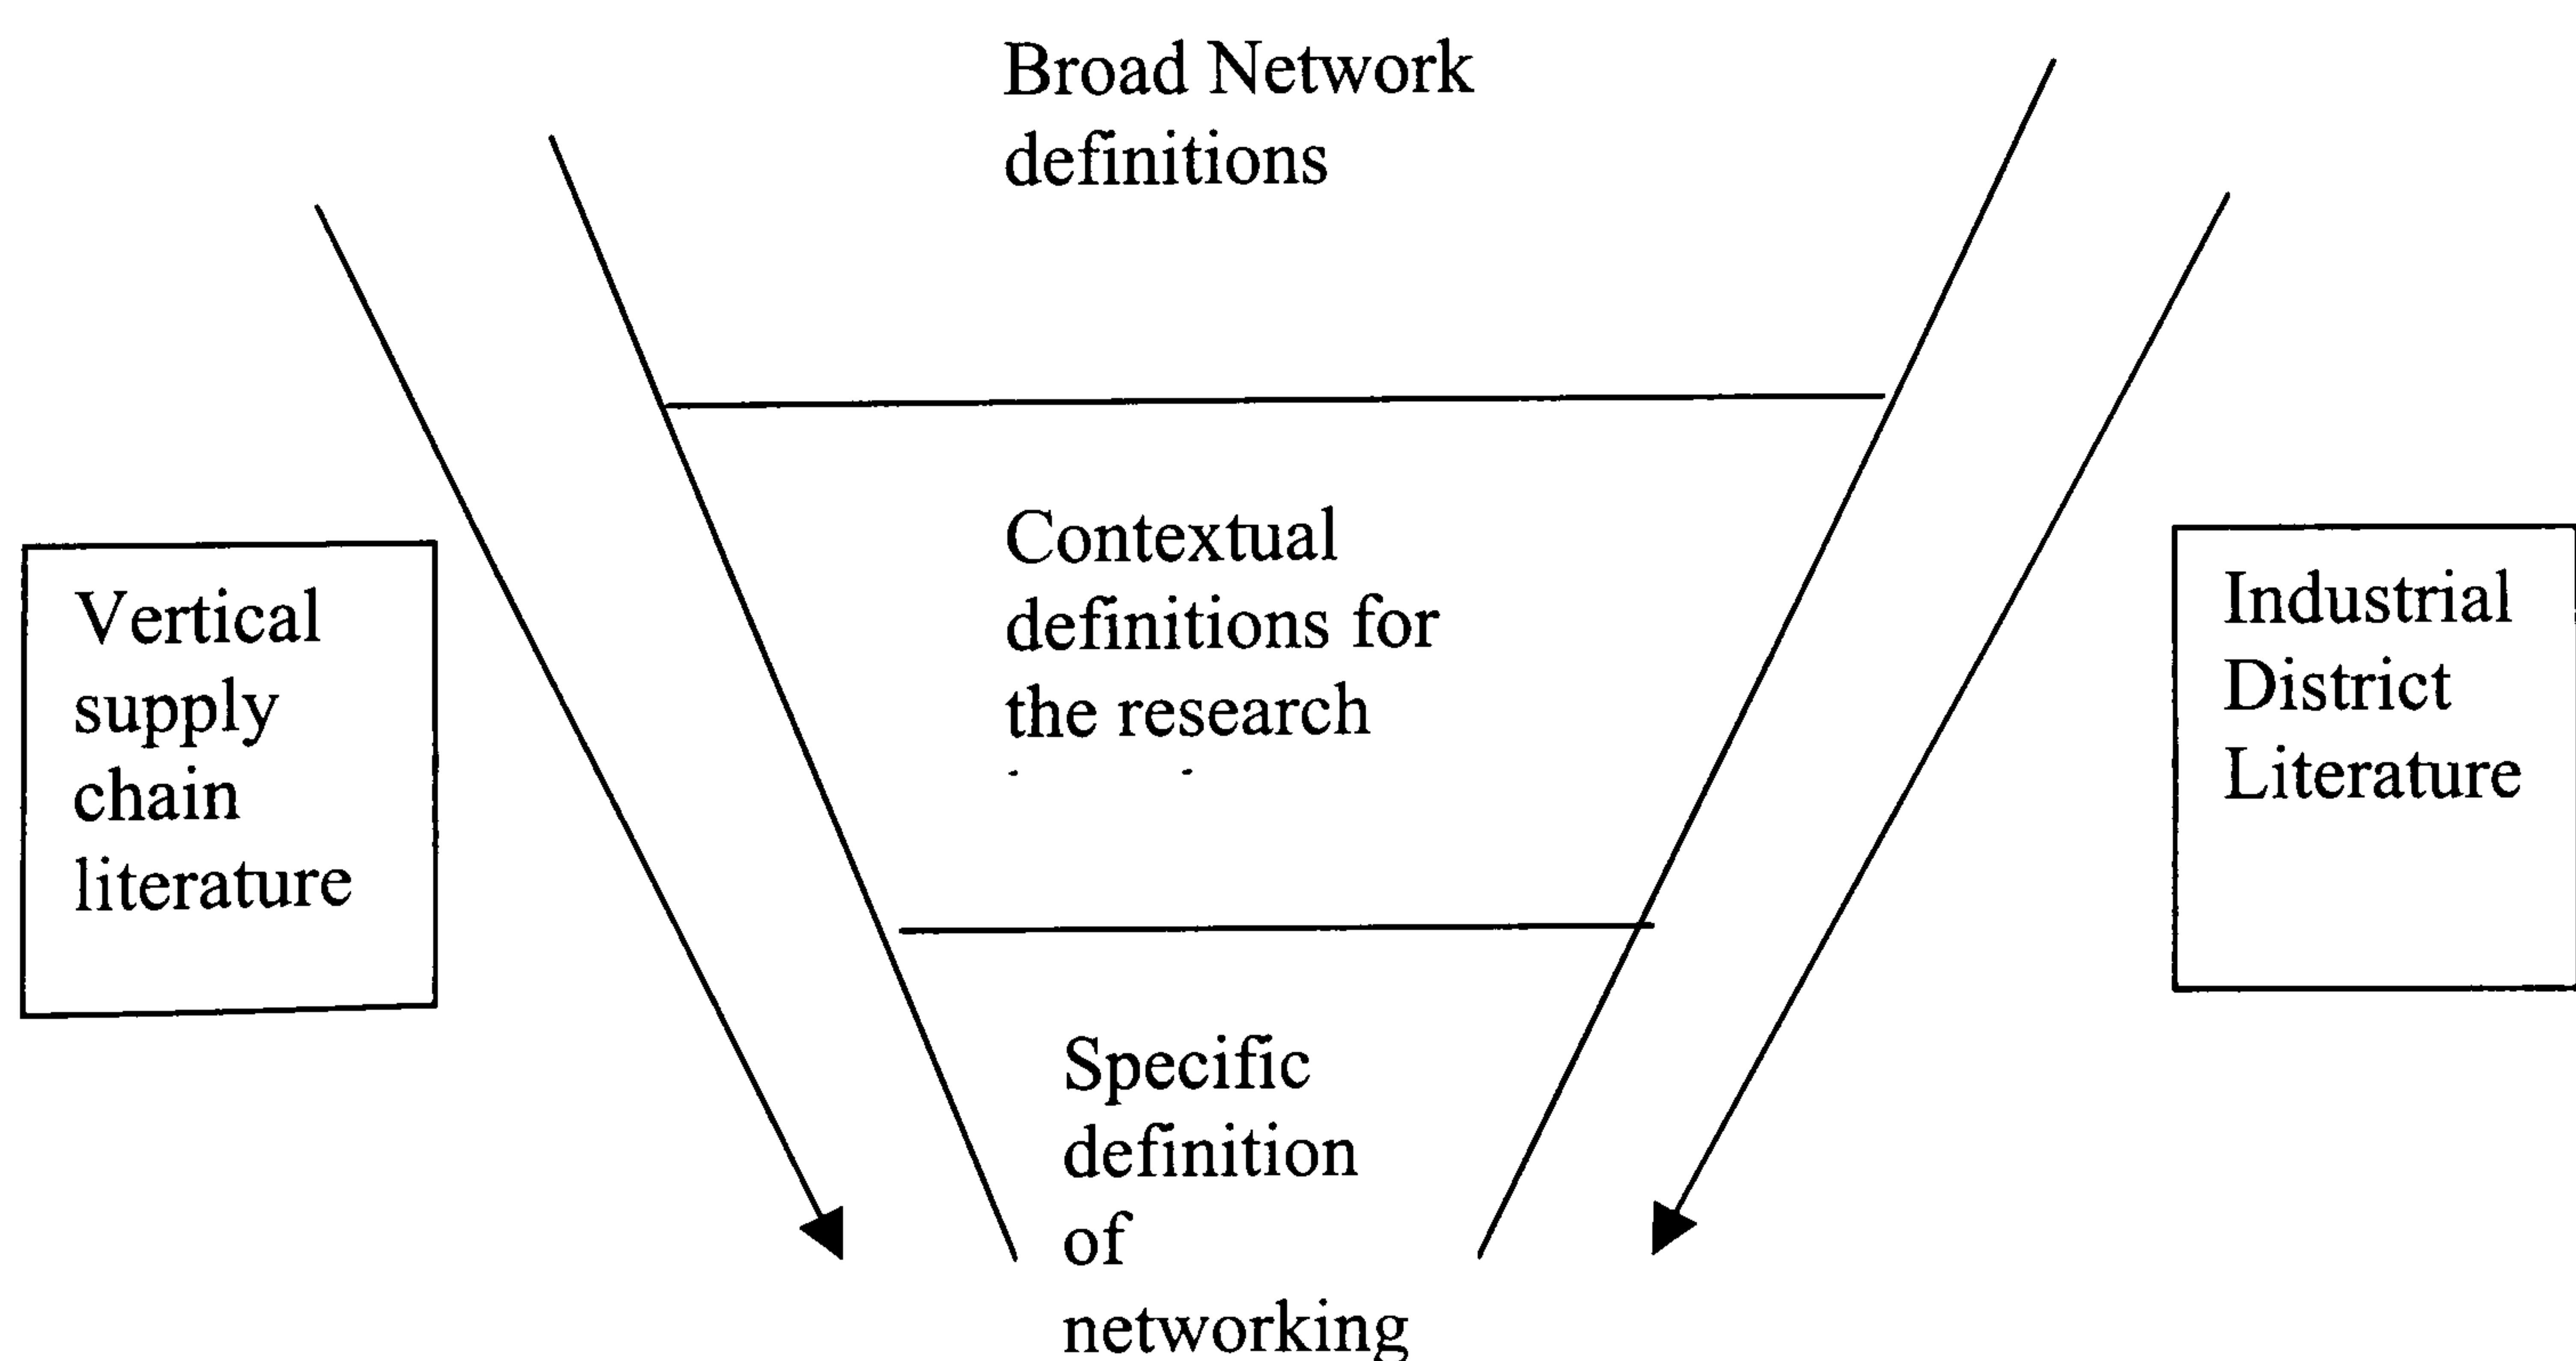 Broad Network
definitions
Contextual
definitions for
the research
Vertical
supply
chain
literature
Industrial
District
Literature
Specific
definition
of
networking